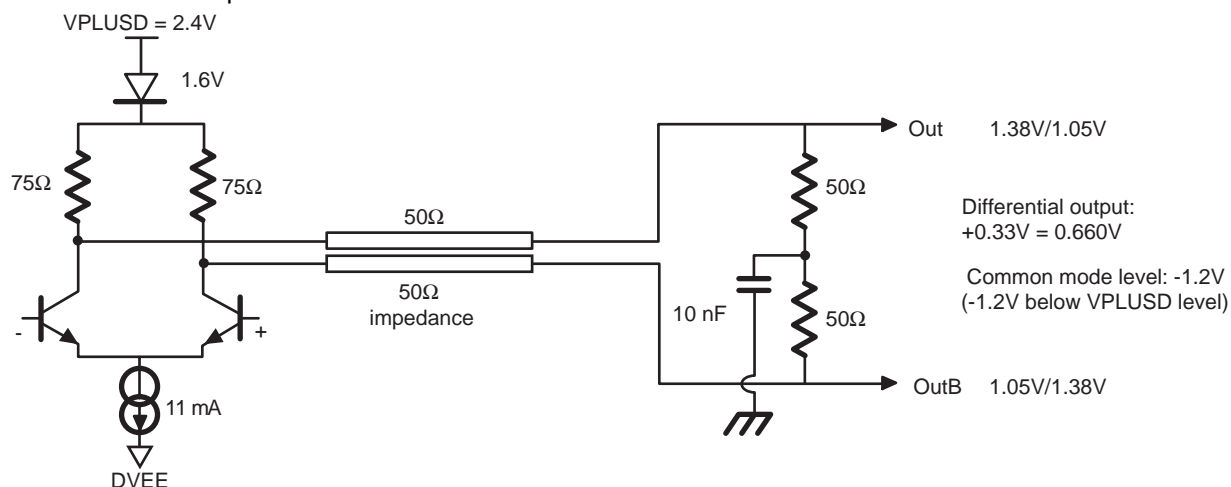 VPLUSD = 2.4V
1.6V
75Ω
75Ω
50Ω
50Ω
impedance
-
+
11 mA
DVEE
10 nF
50Ω
50Ω
Out 1.38V/1.05V
Differential output:
+0.33V = 0.660V
Common mode level: -1.2V
(-1.2V below VPLUSD level)
OutB 1.05V/1.38V